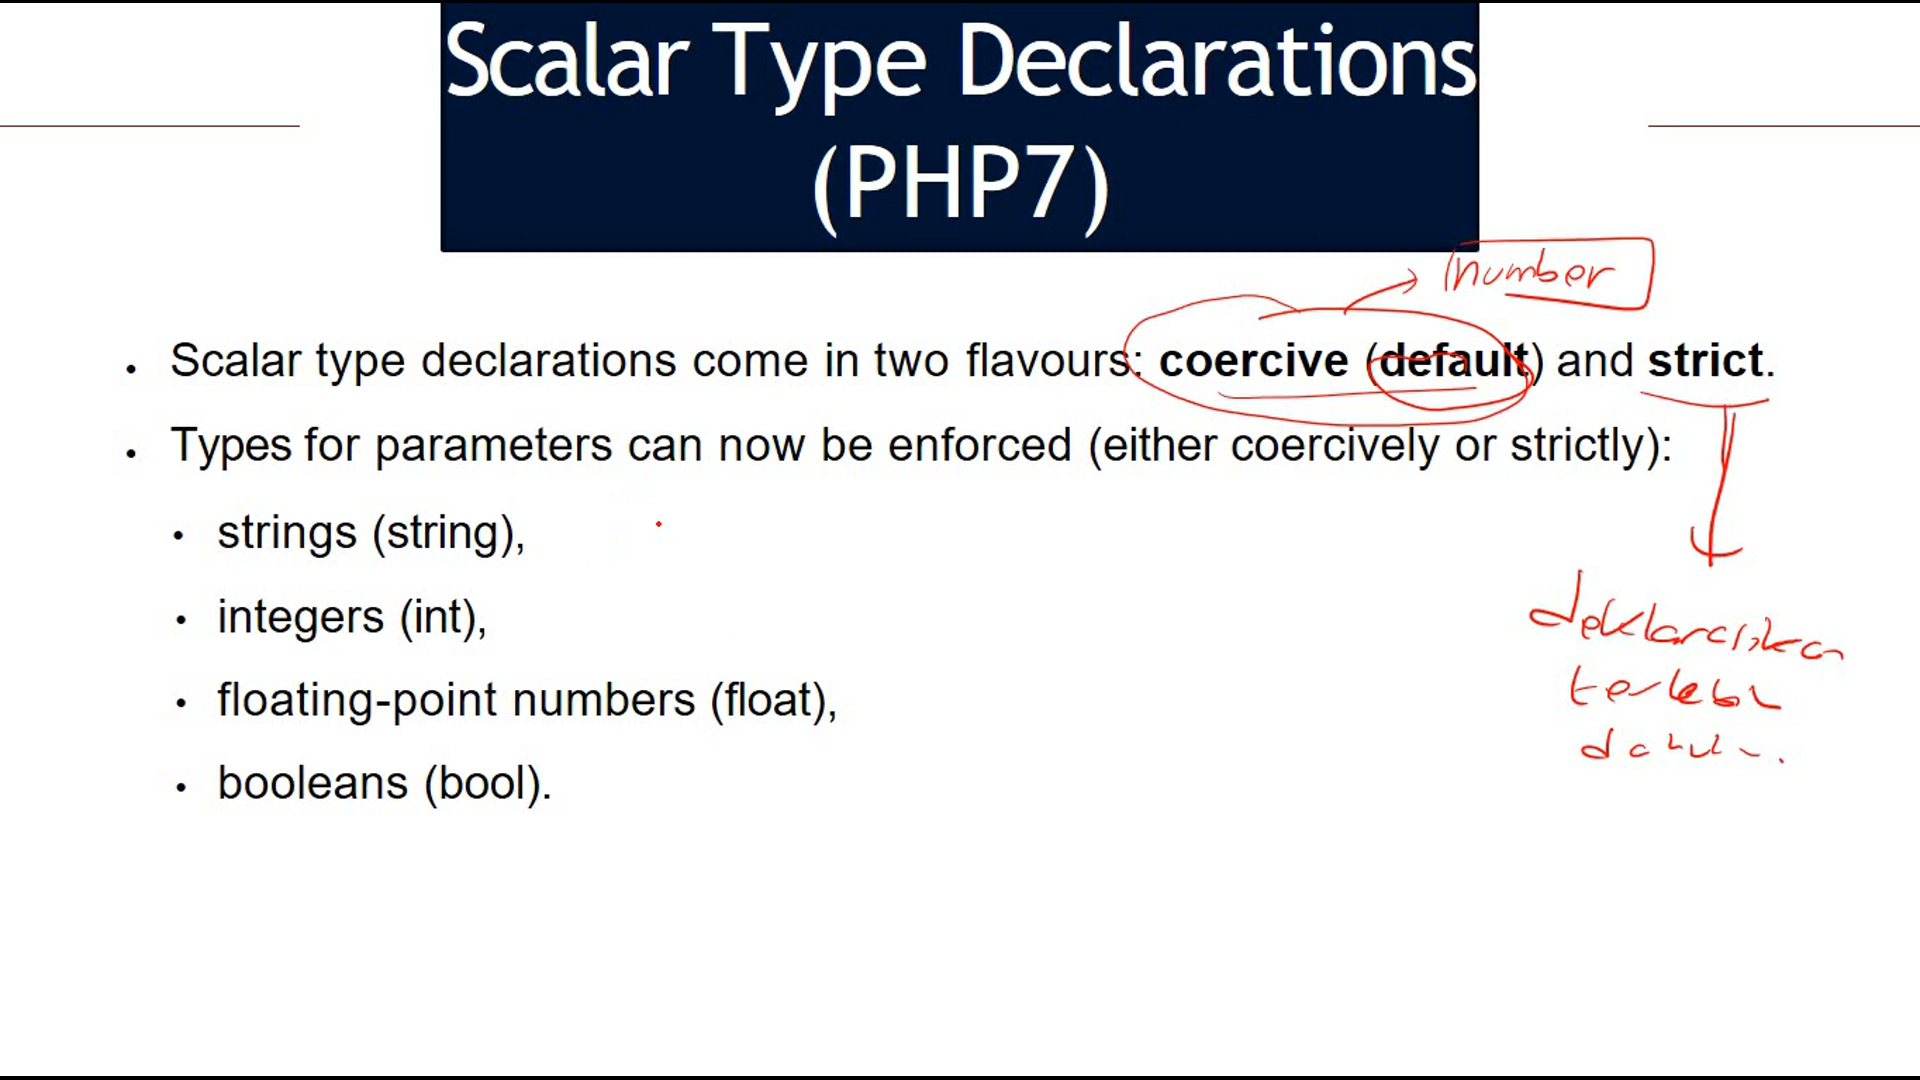 Scalar Type Declarations
(PHP7)
number
• Scalar type declarations come in two flavours: coercive (default) and strict.
• Types for parameters can now be enforced (either coercively or strictly):
• strings (string),
• integers (int),
• floating-point numbers (float),
• booleans (bool).
deklarasikan